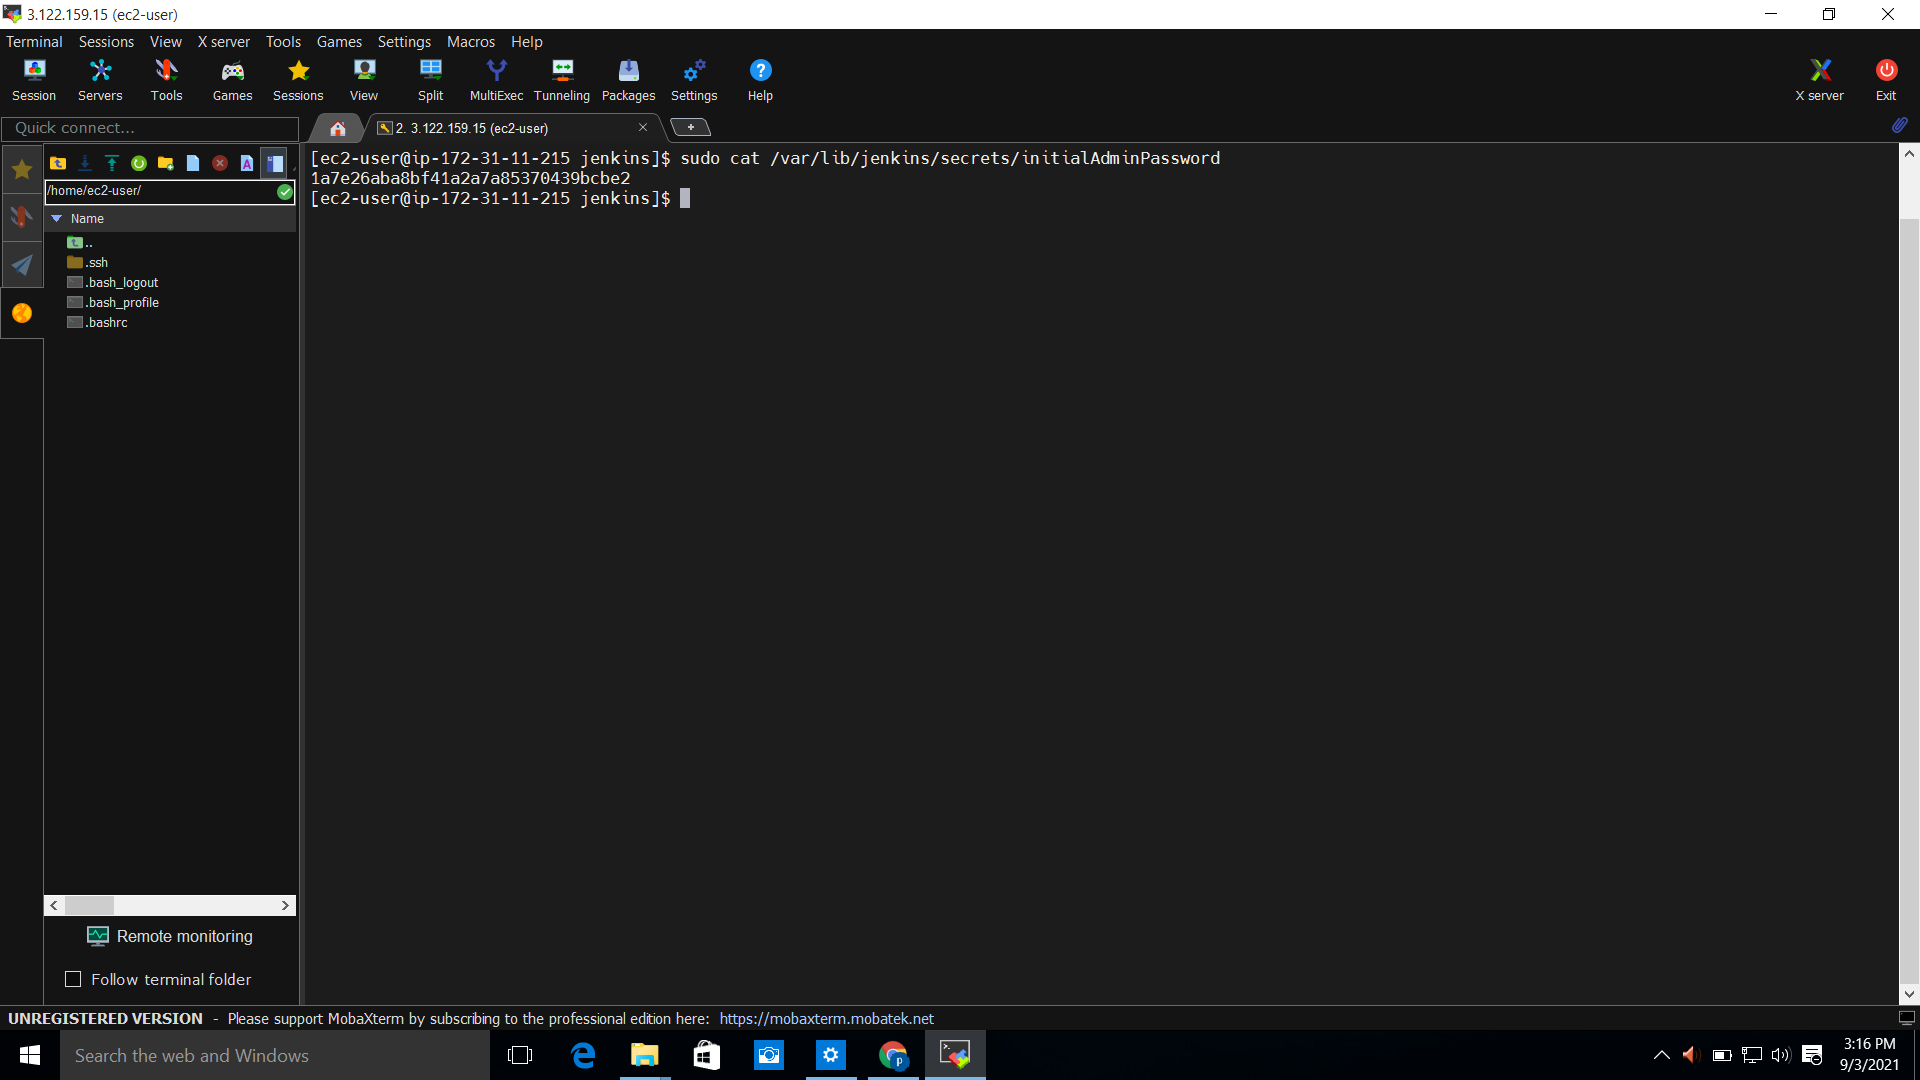 3.122.159.15 (ec2-user)
Terminal Sessions View X server Tools Games Settings Macros Help
Session Servers Tools Games Sessions View Split MultiExec Tunneling Packages Settings Help X server Exit
Quick connect...
2. 3.122.159.15 (ec2-user)
/home/ec2-user/
Name
..
.ssh
.bash_logout
.bash_profile
.bashrc
[ec2-user@ip-172-31-11-215 jenkins]$ sudo cat /var/lib/jenkins/secrets/initialAdminPassword
1a7e26aba8bf41a2a7a85370439bcbe2
[ec2-user@ip-172-31-11-215 jenkins]$
Remote monitoring
Follow terminal folder
UNREGISTERED VERSION - Please support MobaXterm by subscribing to the professional edition here: https://mobaxterm.mobatek.net
Search the web and Windows
3:16 PM
9/3/2021